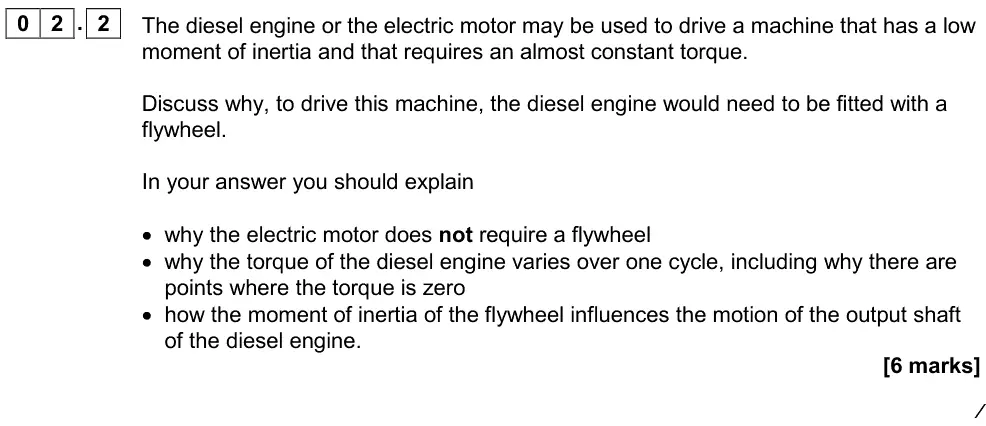 0 2 . 2 The diesel engine or the electric motor may be used to drive a machine that has a low
moment of inertia and that requires an almost constant torque.
Discuss why, to drive this machine, the diesel engine would need to be fitted with a
flywheel.
In your answer you should explain
• why the electric motor does not require a flywheel
• why the torque of the diesel engine varies over one cycle, including why there are
points where the torque is zero
• how the moment of inertia of the flywheel influences the motion of the output shaft
of the diesel engine.
[6 marks]